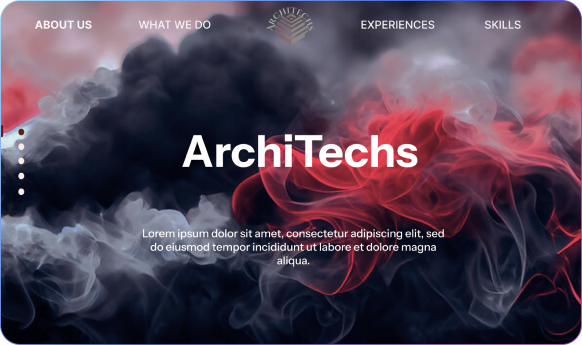 ABOUT US
WHAT WE DO
ARCHITECHS
EXPERIENCES
SKILLS
ArchiTechs
Lorem ipsum dolor sit amet, consectetur adipiscing elit, sed
do eiusmod tempor incididunt ut labore et dolore magna
aliqua.